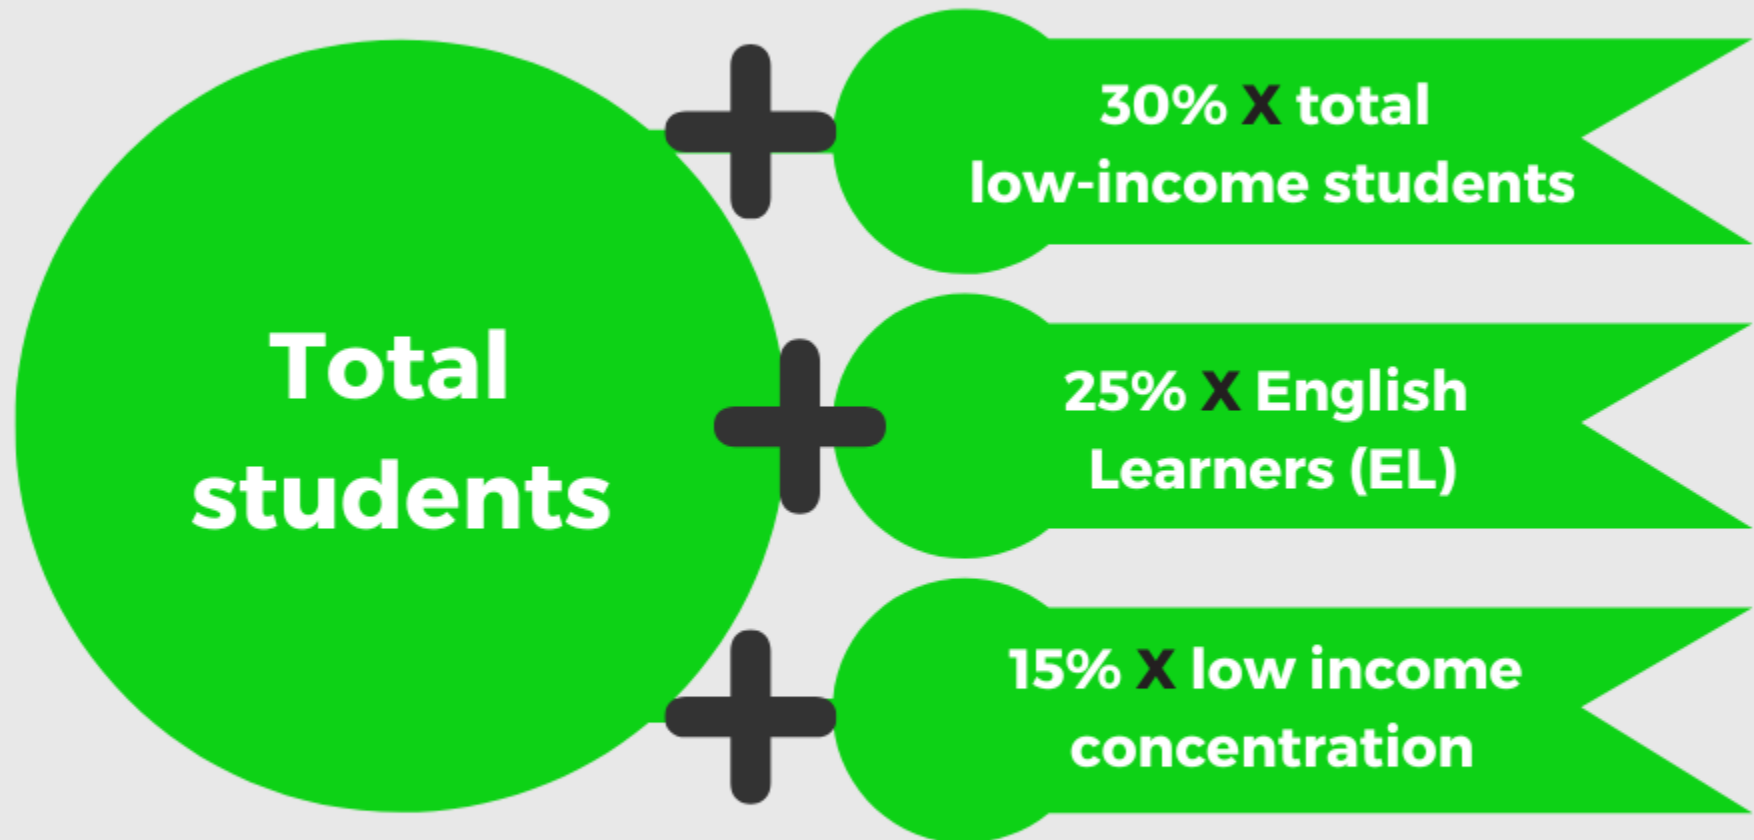 Total
students
30% X total
low-income students
25% X English
Learners (EL)
15% X low income
concentration